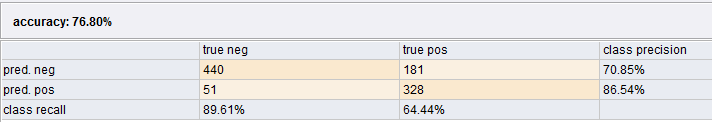 accuracy: 76.80%
true neg true pos class precision
pred. neg 440 181 70.85%
pred. pos 51 328 86.54%
class recall 89.61% 64.44%